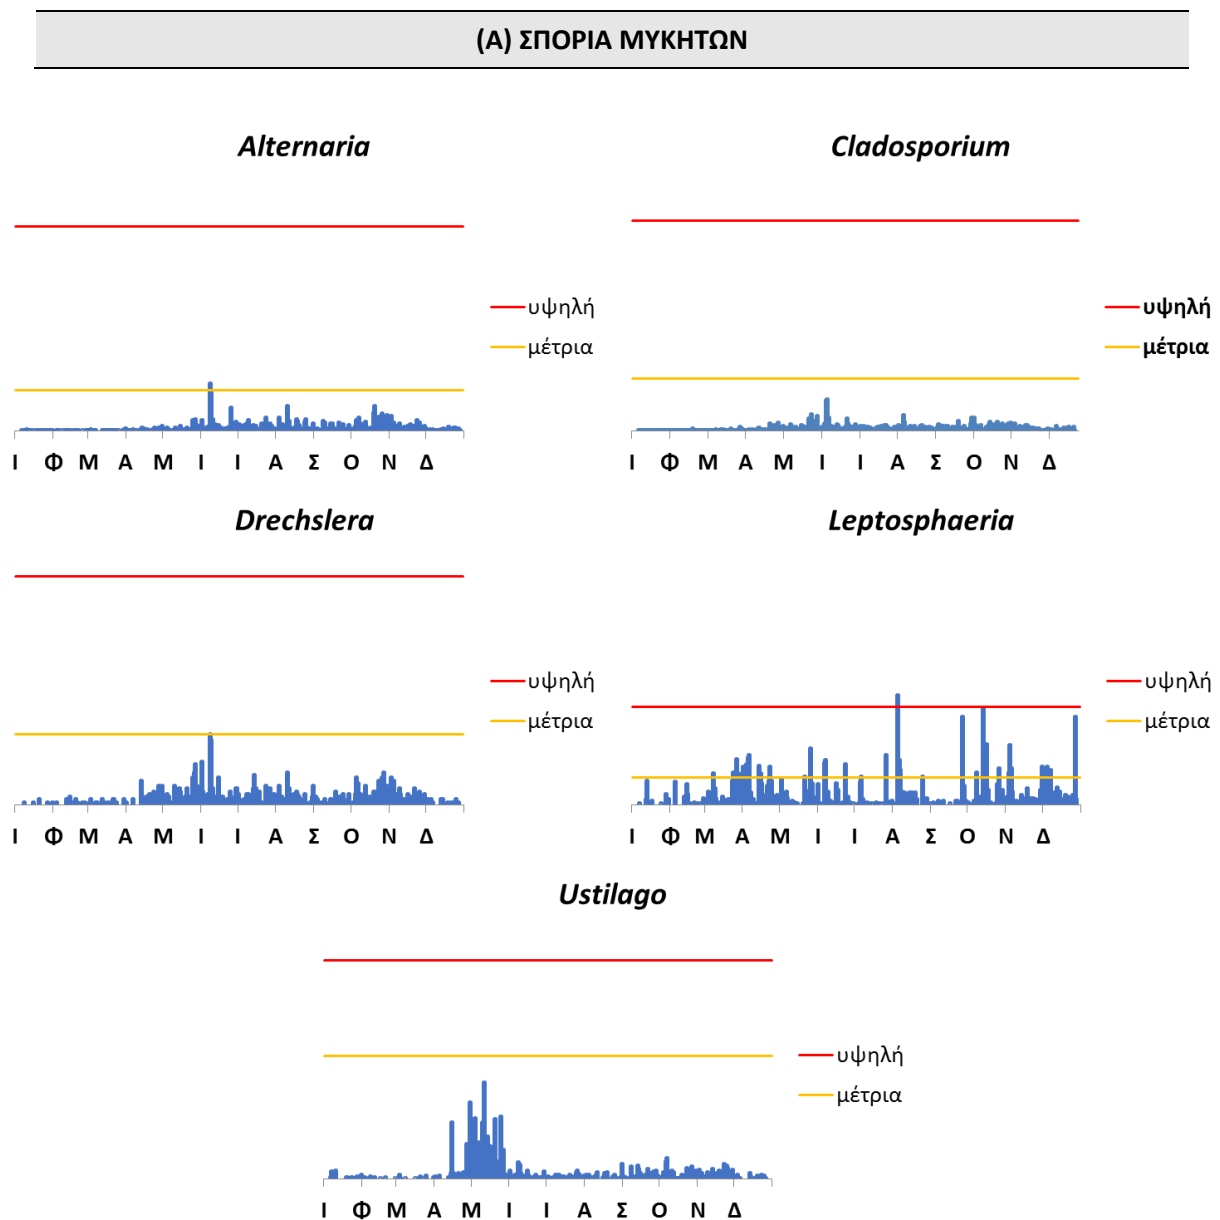 (Α) ΣΠΟΡΙΑ ΜΥΚΗΤΩΝ
Alternaria
υψηλή
μέτρια
Ι Φ Μ Α Μ Ι Ι Α Σ Ο Ν Δ
Cladosporium
υψηλή
μέτρια
Ι Φ Μ Α Μ Ι Ι Α Σ Ο Ν Δ
Drechslera
υψηλή
μέτρια
Ι Φ Μ Α Μ Ι Ι Α Σ Ο Ν Δ
Leptosphaeria
υψηλή
μέτρια
Ι Φ Μ Α Μ Ι Ι Α Σ Ο Ν Δ
Ustilago
υψηλή
μέτρια
Ι Φ Μ Α Μ Ι Ι Α Σ Ο Ν Δ